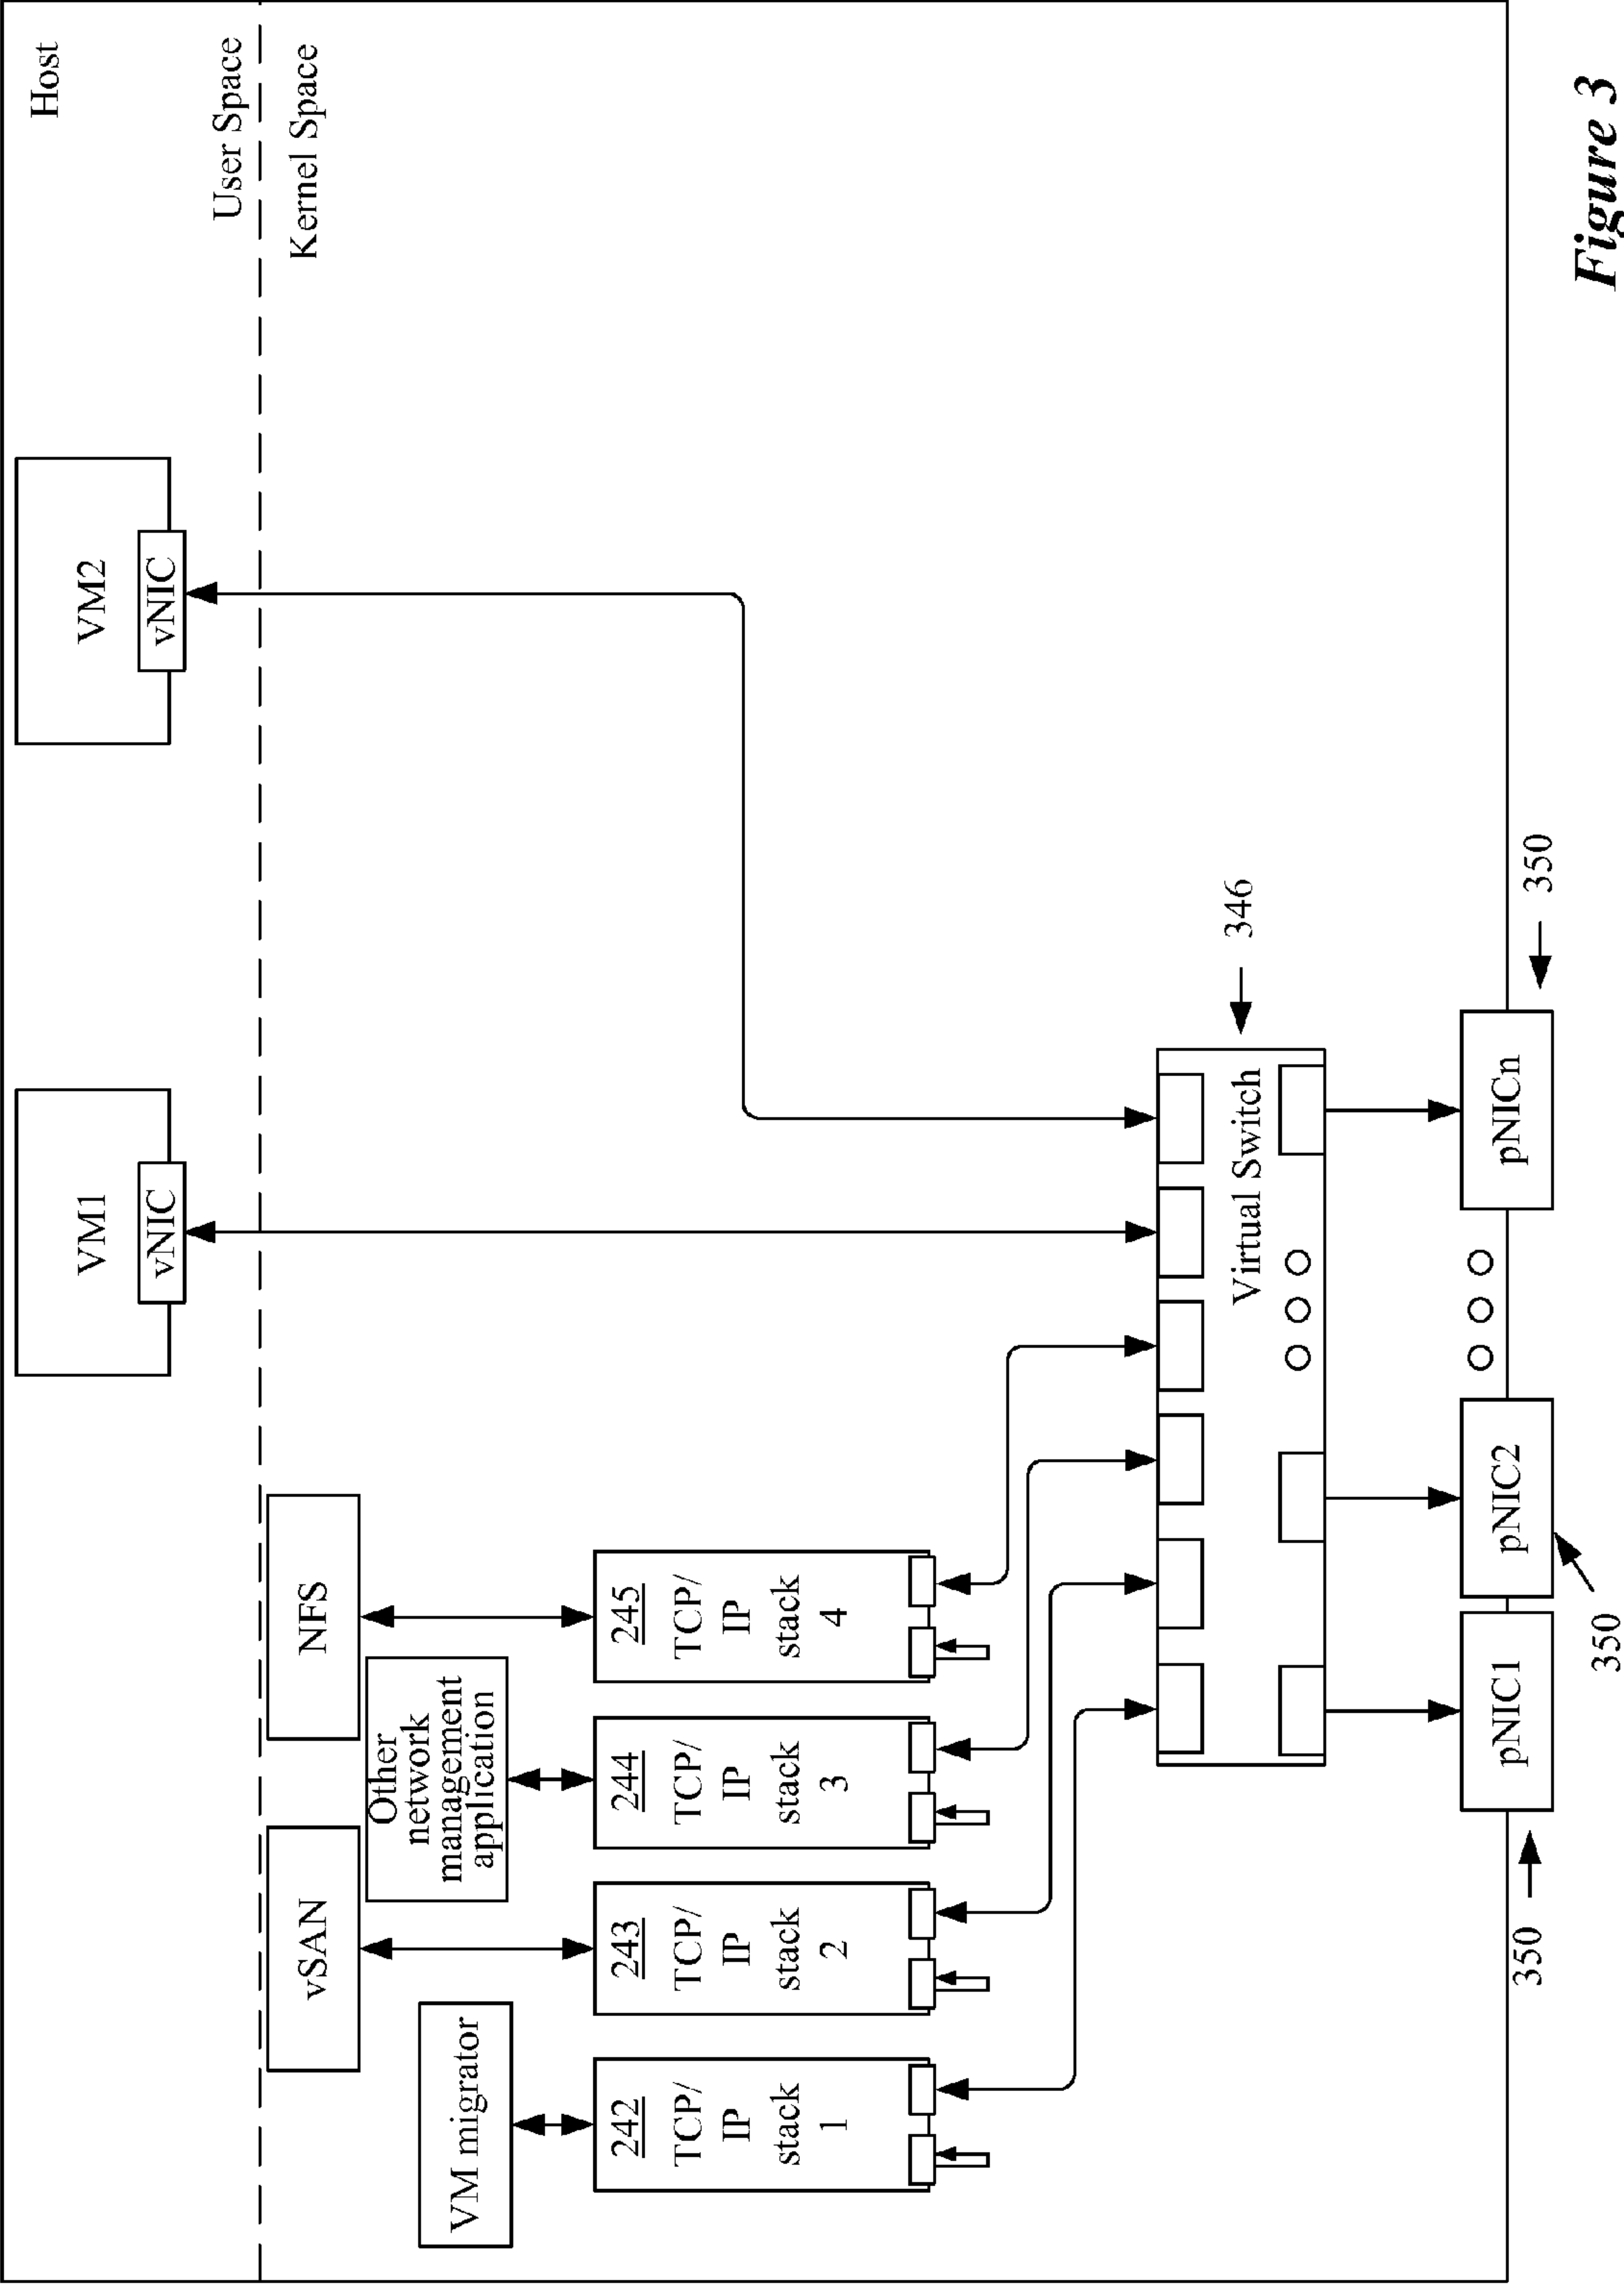 Host
VM1
vNIC
VM2
vNIC
User Space
Kernel Space
vSAN
NFS
VM migrator
Other
network
management
application
242
TCP/
IP
stack
1
243
TCP/
IP
stack
2
244
TCP/
IP
stack
3
245
TCP/
IP
stack
4
Virtual Switch
346
pNIC1
pNIC2
pNICn
350
350
350
Figure 3